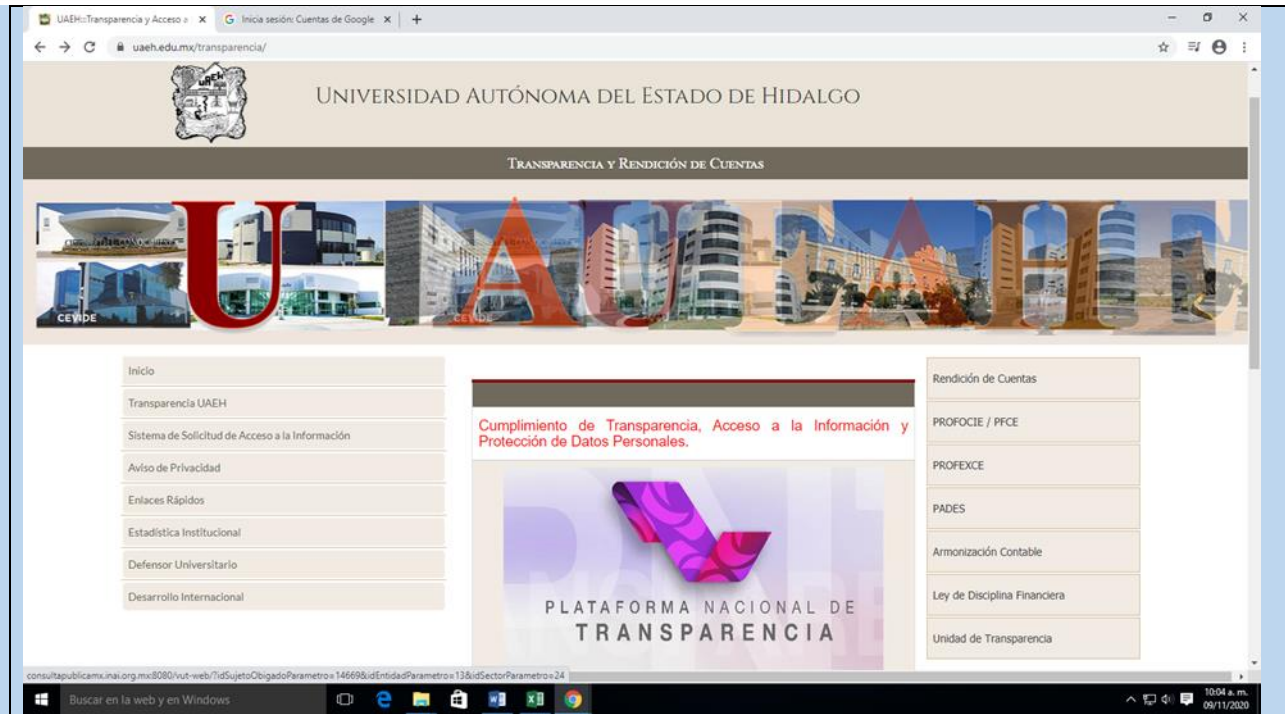 UAEH::Transparencia y Acceso a
Inicia sesión: Cuentas de Google
uaeh.edu.mx/transparencia/
UAEH
Universidad Autónoma del Estado de Hidalgo
Transparencia y Rendición de Cuentas
U A U E A H E
CEVIDE
CEVIDE
Inicio
Transparencia UAEH
Sistema de Solicitud de Acceso a la Información
Aviso de Privacidad
Enlaces Rápidos
Estadística Institucional
Defensor Universitario
Desarrollo Internacional
Cumplimiento de Transparencia, Acceso a la Información y
Protección de Datos Personales.
PLATAFORMA NACIONAL DE
TRANSPARENCIA
Rendición de Cuentas
PROFOCIE / PFCE
PROFEXCE
PADES
Armonización Contable
Ley de Disciplina Financiera
Unidad de Transparencia
consultapublicamx.inai.org.mx:8080/vut-web/?idSujetoObigadoParametro=14669&idEntidadParametro=13&idSectorParametro=24
Buscar en la web y en Windows
10:04 a. m.
09/11/2020